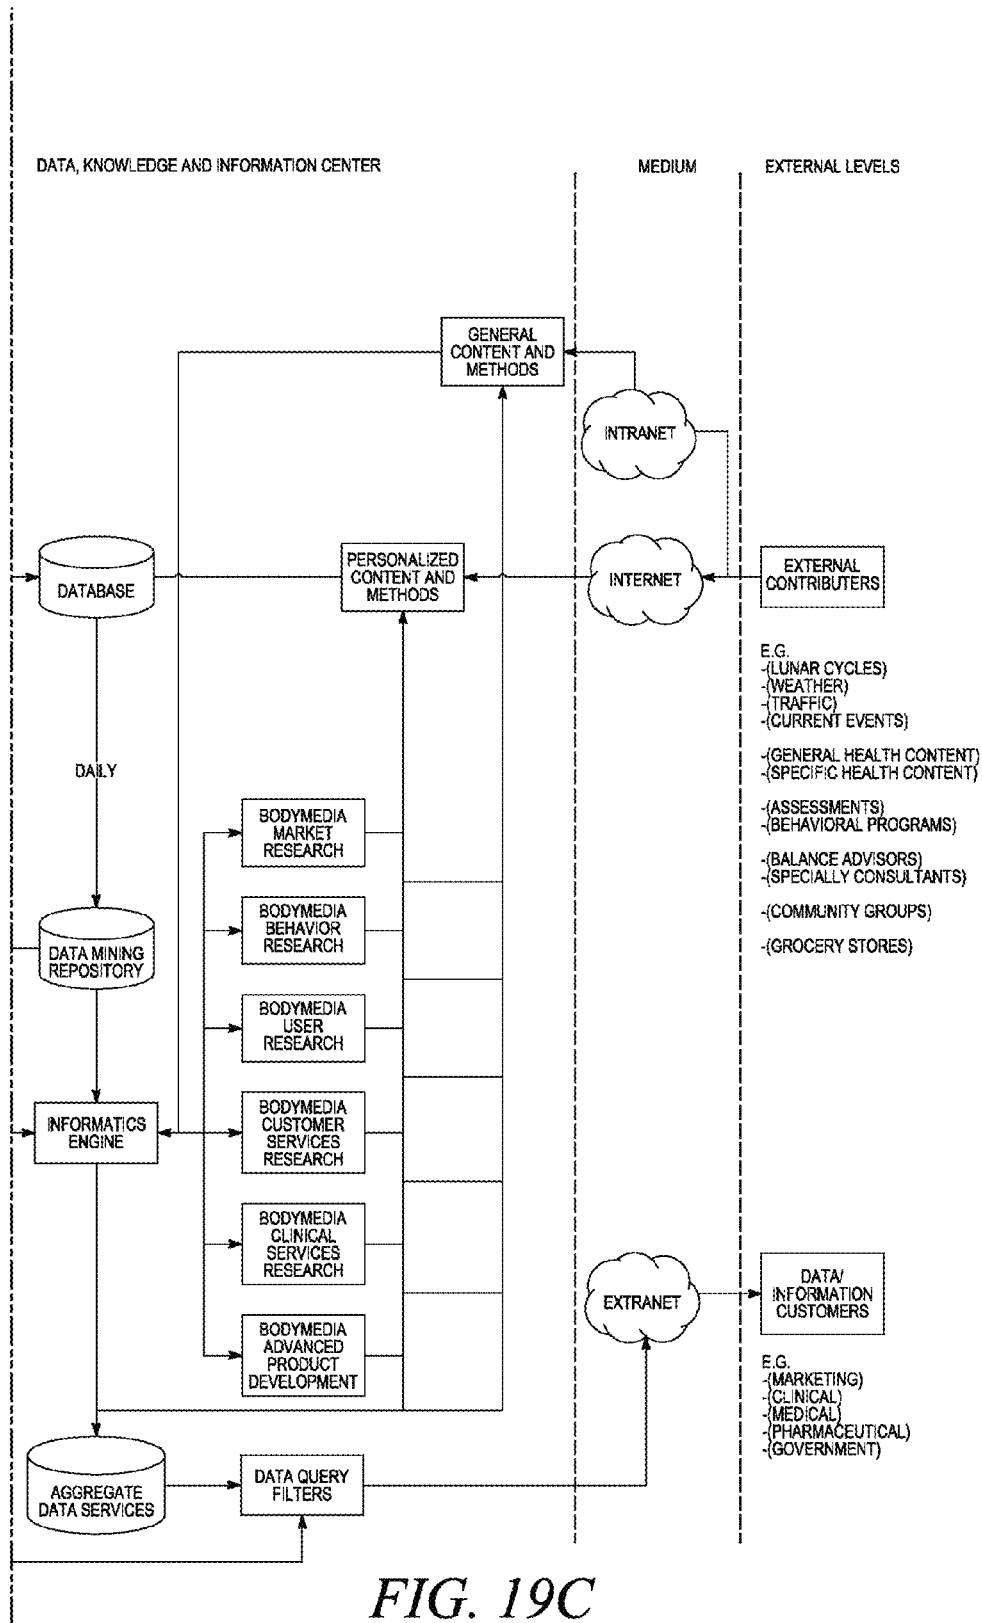 DATA, KNOWLEDGE AND INFORMATION CENTER
MEDIUM
EXTERNAL LEVELS
GENERAL
CONTENT AND
METHODS
INTRANET
DATABASE
PERSONALIZED
CONTENT AND
METHODS
INTERNET
EXTERNAL
CONTRIBUTERS
E.G.
-(LUNAR CYCLES)
-(WEATHER)
-(TRAFFIC)
-(CURRENT EVENTS)
-(GENERAL HEALTH CONTENT)
-(SPECIFIC HEALTH CONTENT)
-(ASSESSMENTS)
-(BEHAVIORAL PROGRAMS)
-(BALANCE ADVISORS)
-(SPECIALLY CONSULTANTS)
-(COMMUNITY GROUPS)
-(GROCERY STORES)
DAILY
BODYMEDIA
MARKET
RESEARCH
BODYMEDIA
BEHAVIOR
RESEARCH
DATA MINING
REPOSITORY
BODYMEDIA
USER
RESEARCH
INFORMATICS
ENGINE
BODYMEDIA
CUSTOMER
SERVICES
RESEARCH
BODYMEDIA
CLINICAL
SERVICES
RESEARCH
BODYMEDIA
ADVANCED
PRODUCT
DEVELOPMENT
EXTRANET
DATA/
INFORMATION
CUSTOMERS
E.G.
-(MARKETING)
-(CLINICAL)
-(MEDICAL)
-(PHARMACEUTICAL)
-(GOVERNMENT)
AGGREGATE
DATA SERVICES
DATA QUERY
FILTERS
FIG. 19C